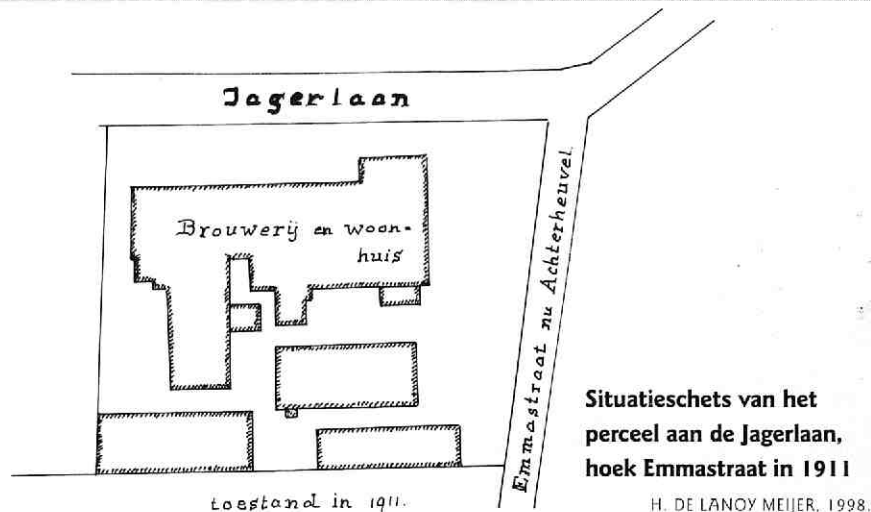 Jagerlaan
Brouwerij en woon-
huis
Emmastraat nu Achterheuvel.
Situatieschets van het
perceel aan de Jagerlaan,
hoek Emmastraat in 1911
toestand in 1911.
H. DE LANOY MEIJER, 1998.